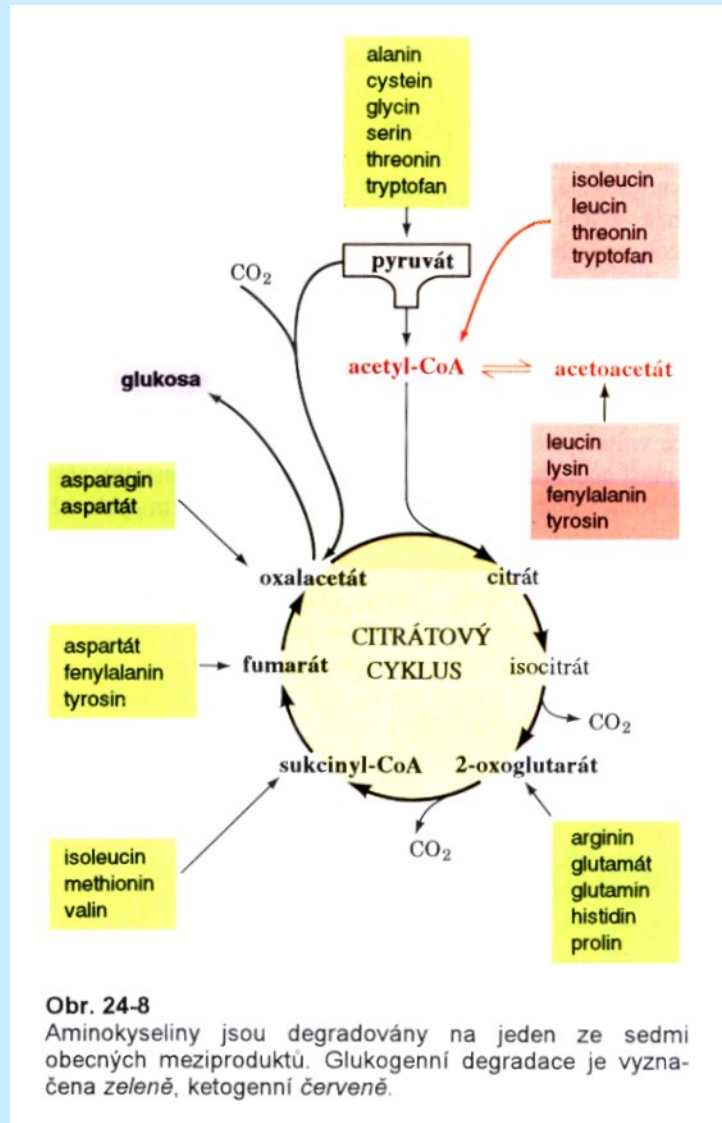 alanin
cystein
glycin
serin
threonin
tryptofan
isoleucin
leucin
threonin
tryptofan
pyruvát
CO₂
acetyl-CoA
acetoacetát
glukosa
leucin
lysin
fenylalanin
tyrosin
asparagin
aspartát
oxalacetát
citrát
CITRÁTOVÝ
CYKLUS
aspartát
fenylalanin
tyrosin
fumarát
isocitrát
CO₂
sukcinyl-CoA
2-oxoglutarát
CO₂
isoleucin
methionin
valin
arginin
glutamát
glutamin
histidin
prolin
Obr. 24-8
Aminokyseliny jsou degradovány na jeden ze sedmi
obecných meziproduktů. Glukogenní degradace je vyzna-
čena zeleně, ketogenní červeně.